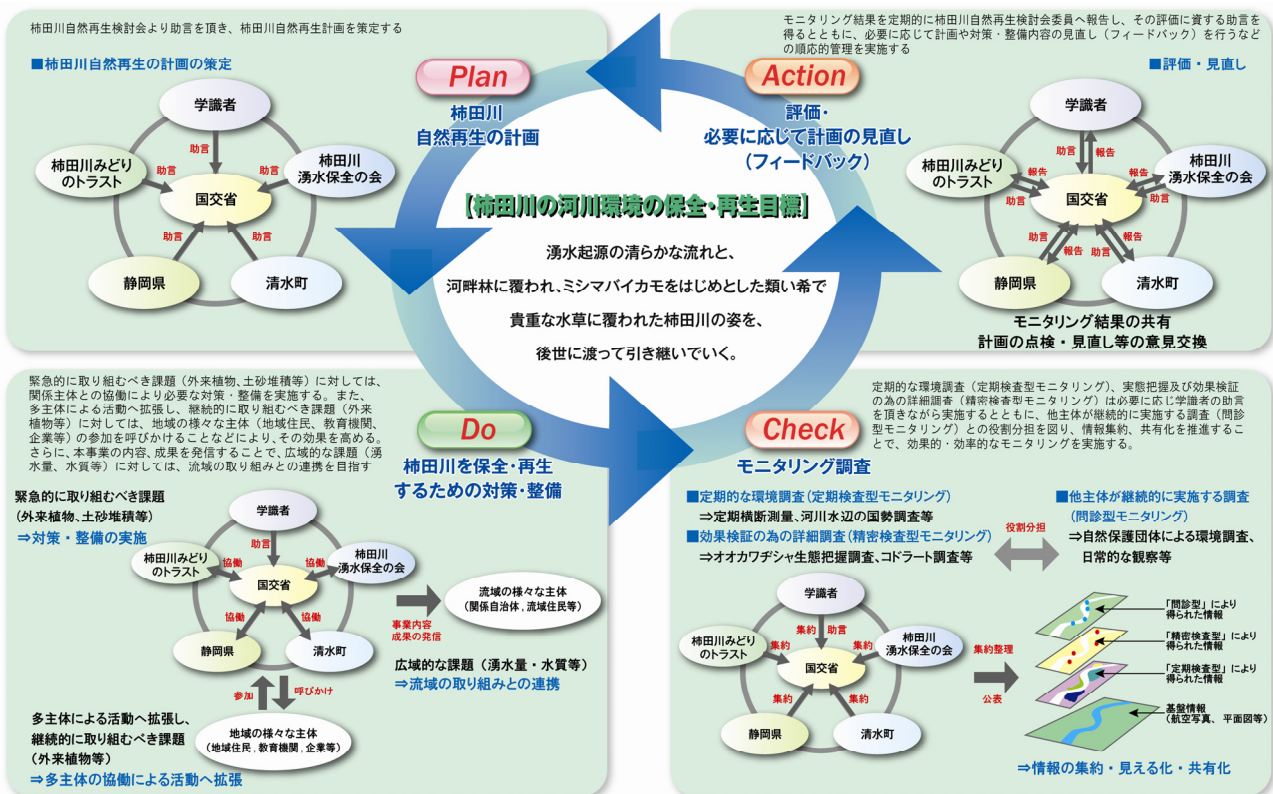 柿田川自然再生検討会より助言を頂き、柿田川自然再生計画を策定する
■柿田川自然再生の計画の策定
学識者
柿田川みどり
のトラスト
柿田川
湧水保全の会
国交省
静岡県
清水町
助言
助言
助言
助言
助言
Plan
柿田川
自然再生の計画
モニタリング結果を定期的に柿田川自然再生検討会委員へ報告し、その評価に資する助言を
得るとともに、必要に応じて計画や対策・整備内容の見直し（フィードバック）を行うなど
の順応的管理を実施する
■評価・見直し
Action
評価・
必要に応じて計画の見直し
（フィードバック）
学識者
柿田川みどり
のトラスト
柿田川
湧水保全の会
国交省
静岡県
清水町
助言
報告
報告
助言
報告
助言
助言
報告
報告
助言
モニタリング結果の共有
計画の点検・見直し等の意見交換
【柿田川の河川環境の保全・再生目標】
湧水起源の清らかな流れと、
河畔林に覆われ、ミシマバイカモをはじめとした類い希で
貴重な水草に覆われた柿田川の姿を、
後世に渡って引き継いでいく。
緊急的に取り組むべき課題（外来植物、土砂堆積等）に対しては、
関係主体との協働により必要な対策・整備を実施する。また、
多主体による活動へ拡張し、継続的に取り組むべき課題（外来
植物等）に対しては、地域の様々な主体（地域住民、教育機関、
企業等）の参加を呼びかけることなどにより、その効果を高める。
さらに、本事業の内容、成果を発信することで、広域的な課題（湧
水量、水質等）に対しては、流域の取り組みとの連携を目指す
Do
柿田川を保全・再生
するための対策・整備
緊急的に取り組むべき課題
（外来植物、土砂堆積等）
⇒対策・整備の実施
学識者
柿田川みどり
のトラスト
柿田川
湧水保全の会
国交省
静岡県
清水町
助言
協働
協働
協働
協働
事業内容
成果の発信
流域の様々な主体
（関係自治体，流域住民等）
広域的な課題（湧水量・水質等）
⇒流域の取り組みとの連携
参加
呼びかけ
地域の様々な主体
（地域住民，教育機関，企業等）
多主体による活動へ拡張し、
継続的に取り組むべき課題
（外来植物等）
⇒多主体の協働による活動へ拡張
定期的な環境調査（定期検査型モニタリング）、実態把握及び効果検証
の為の詳細調査（精密検査型モニタリング）は必要に応じ学識者の助言
を頂きながら実施するとともに、他主体が継続的に実施する調査（問診
型モニタリング）との役割分担を図り、情報集約、共有化を推進するこ
とで、効果的・効率的なモニタリングを実施する。
Check
モニタリング調査
■定期的な環境調査（定期検査型モニタリング）
⇒定期横断測量、河川水辺の国勢調査等
■効果検証の為の詳細調査（精密検査型モニタリング）
⇒オオカワヂシャ生態把握調査、コドラート調査等
役割分担
■他主体が継続的に実施する調査
（問診型モニタリング）
⇒自然保護団体による環境調査、
日常的な観察等
学識者
柿田川みどり
のトラスト
柿田川
湧水保全の会
国交省
静岡県
清水町
集約
助言
集約
集約
集約
集約
集約整理
公表
「問診型」により
得られた情報
「精密検査型」により
得られた情報
「定期検査型」により
得られた情報
基盤情報
（航空写真、平面図等）
⇒情報の集約・見える化・共有化